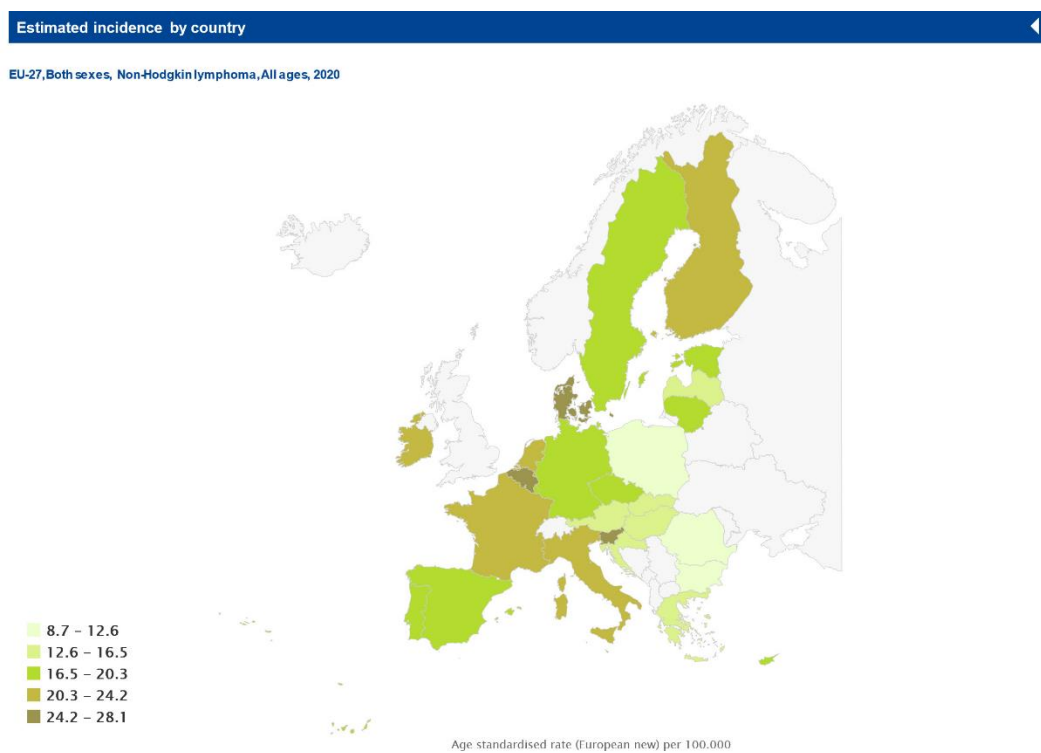 Estimated incidence by country
EU-27,Both sexes, Non-Hodgkin lymphoma,All ages, 2020
8.7 – 12.6
12.6 – 16.5
16.5 – 20.3
20.3 – 24.2
24.2 – 28.1
Age standardised rate (European new) per 100.000